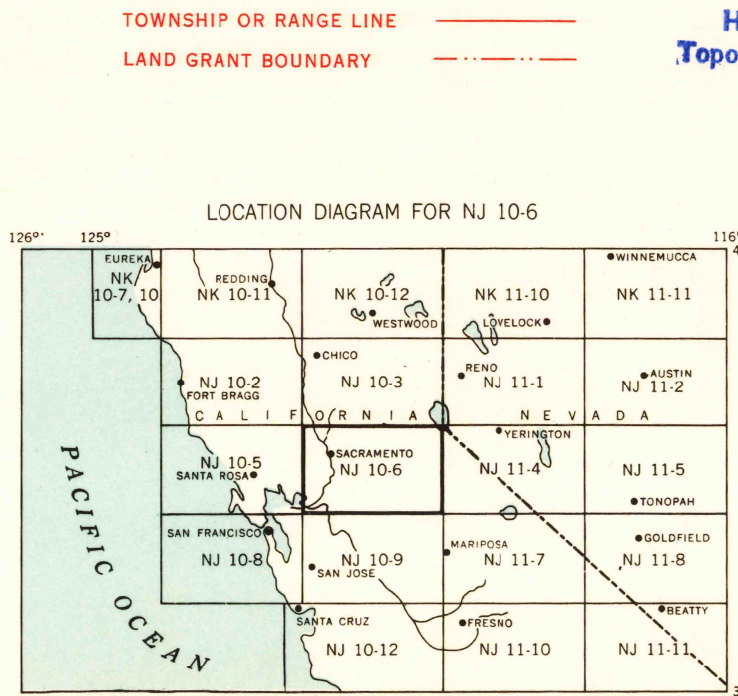 TOWNSHIP OR RANGE LINE
LAND GRANT BOUNDARY
H
Topo
LOCATION DIAGRAM FOR NJ 10-6
126° 125° 116°
EUREKA
NK
10-7, 10
REDDING
NK 10-11
NK 10-12
WESTWOOD
NK 11-10
LOVELOCK
WINNEMUCCA
NK 11-11
NJ 10-2
FORT BRAGG
CHICO
NJ 10-3
RENO
NJ 11-1
AUSTIN
NJ 11-2
CALIFORNIA
NEVADA
NJ 10-5
SANTA ROSA
SACRAMENTO
NJ 10-6
YERINGTON
NJ 11-4
NJ 11-5
TONOPAH
PACIFIC OCEAN
SAN FRANCISCO
NJ 10-8
NJ 10-9
SAN JOSE
MARIPOSA
NJ 11-7
GOLDFIELD
NJ 11-8
SANTA CRUZ
NJ 10-12
FRESNO
NJ 11-10
BEATTY
NJ 11-11